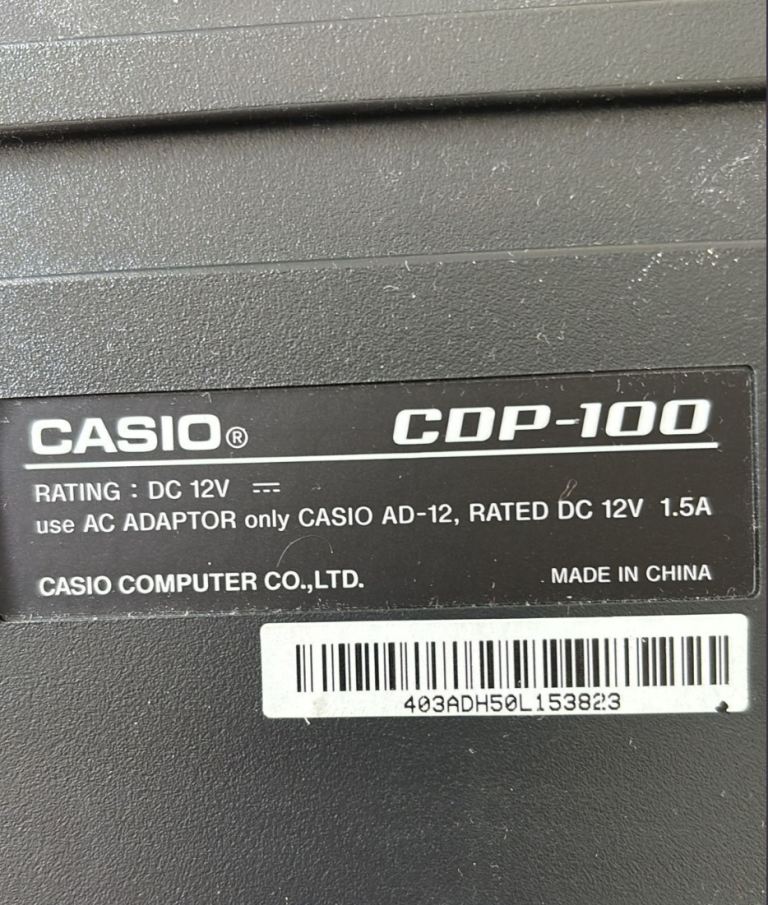 CASIO® CDP-100
RATING : DC 12V ⎓
use AC ADAPTOR only CASIO AD-12, RATED DC 12V 1.5A
CASIO COMPUTER CO.,LTD. MADE IN CHINA
403ADH50L153823